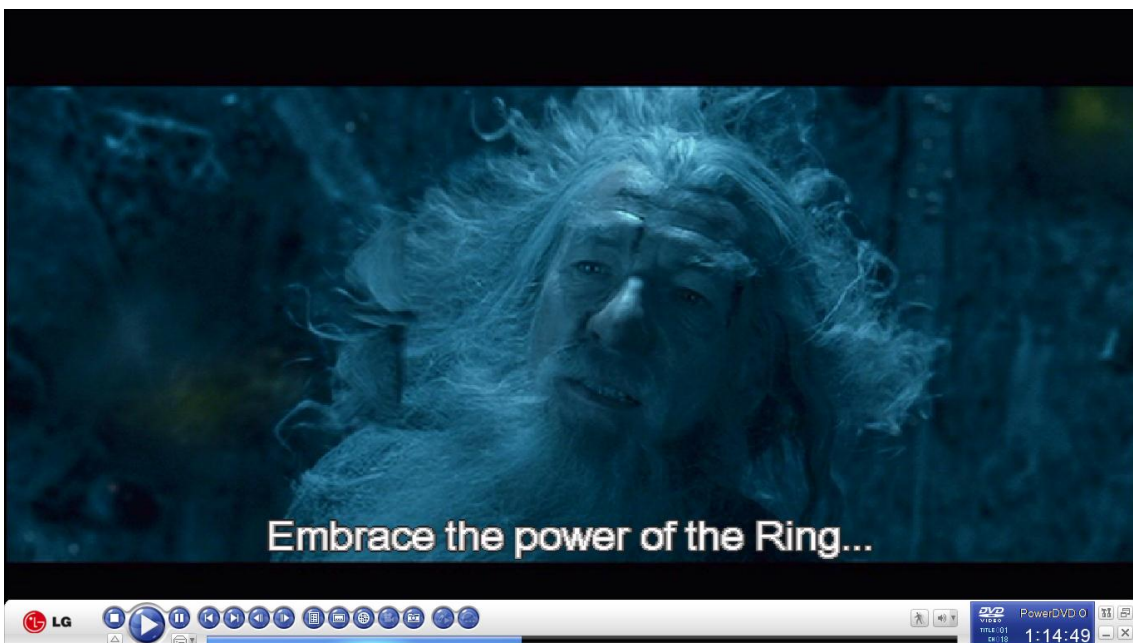 Embrace the power of the Ring...
LG
DVD
VIDEO
PowerDVD O
TITLE 01
CH 18
1:14:49